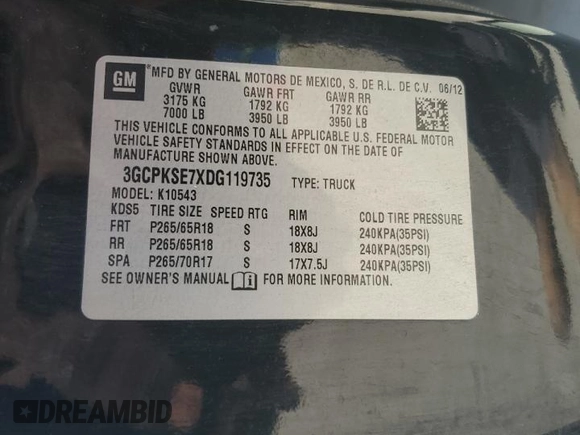 GM *MFD BY GENERAL MOTORS DE MEXICO, S. DE R.L. DE C.V. 06/12
GVWR GAWR FRT GAWR RR
3175 KG 1792 KG 1792 KG
7000 LB 3950 LB 3950 LB
THIS VEHICLE CONFORMS TO ALL APPLICABLE U.S. FEDERAL MOTOR
VEHICLE SAFETY STANDARDS IN EFFECT ON THE DATE OF
MANUFACTURE SHOWN ABOVE.
3GCPKSE7XDG119735 TYPE: TRUCK
MODEL: K10543
KDS5 TIRE SIZE SPEED RTG RIM COLD TIRE PRESSURE
FRT P265/65R18 S 18X8J 240KPA(35PSI)
RR P265/65R18 S 18X8J 240KPA(35PSI)
SPA P265/70R17 S 17X7.5J 240KPA(35PSI)
SEE OWNER'S MANUAL FOR MORE INFORMATION.
DREAMBID